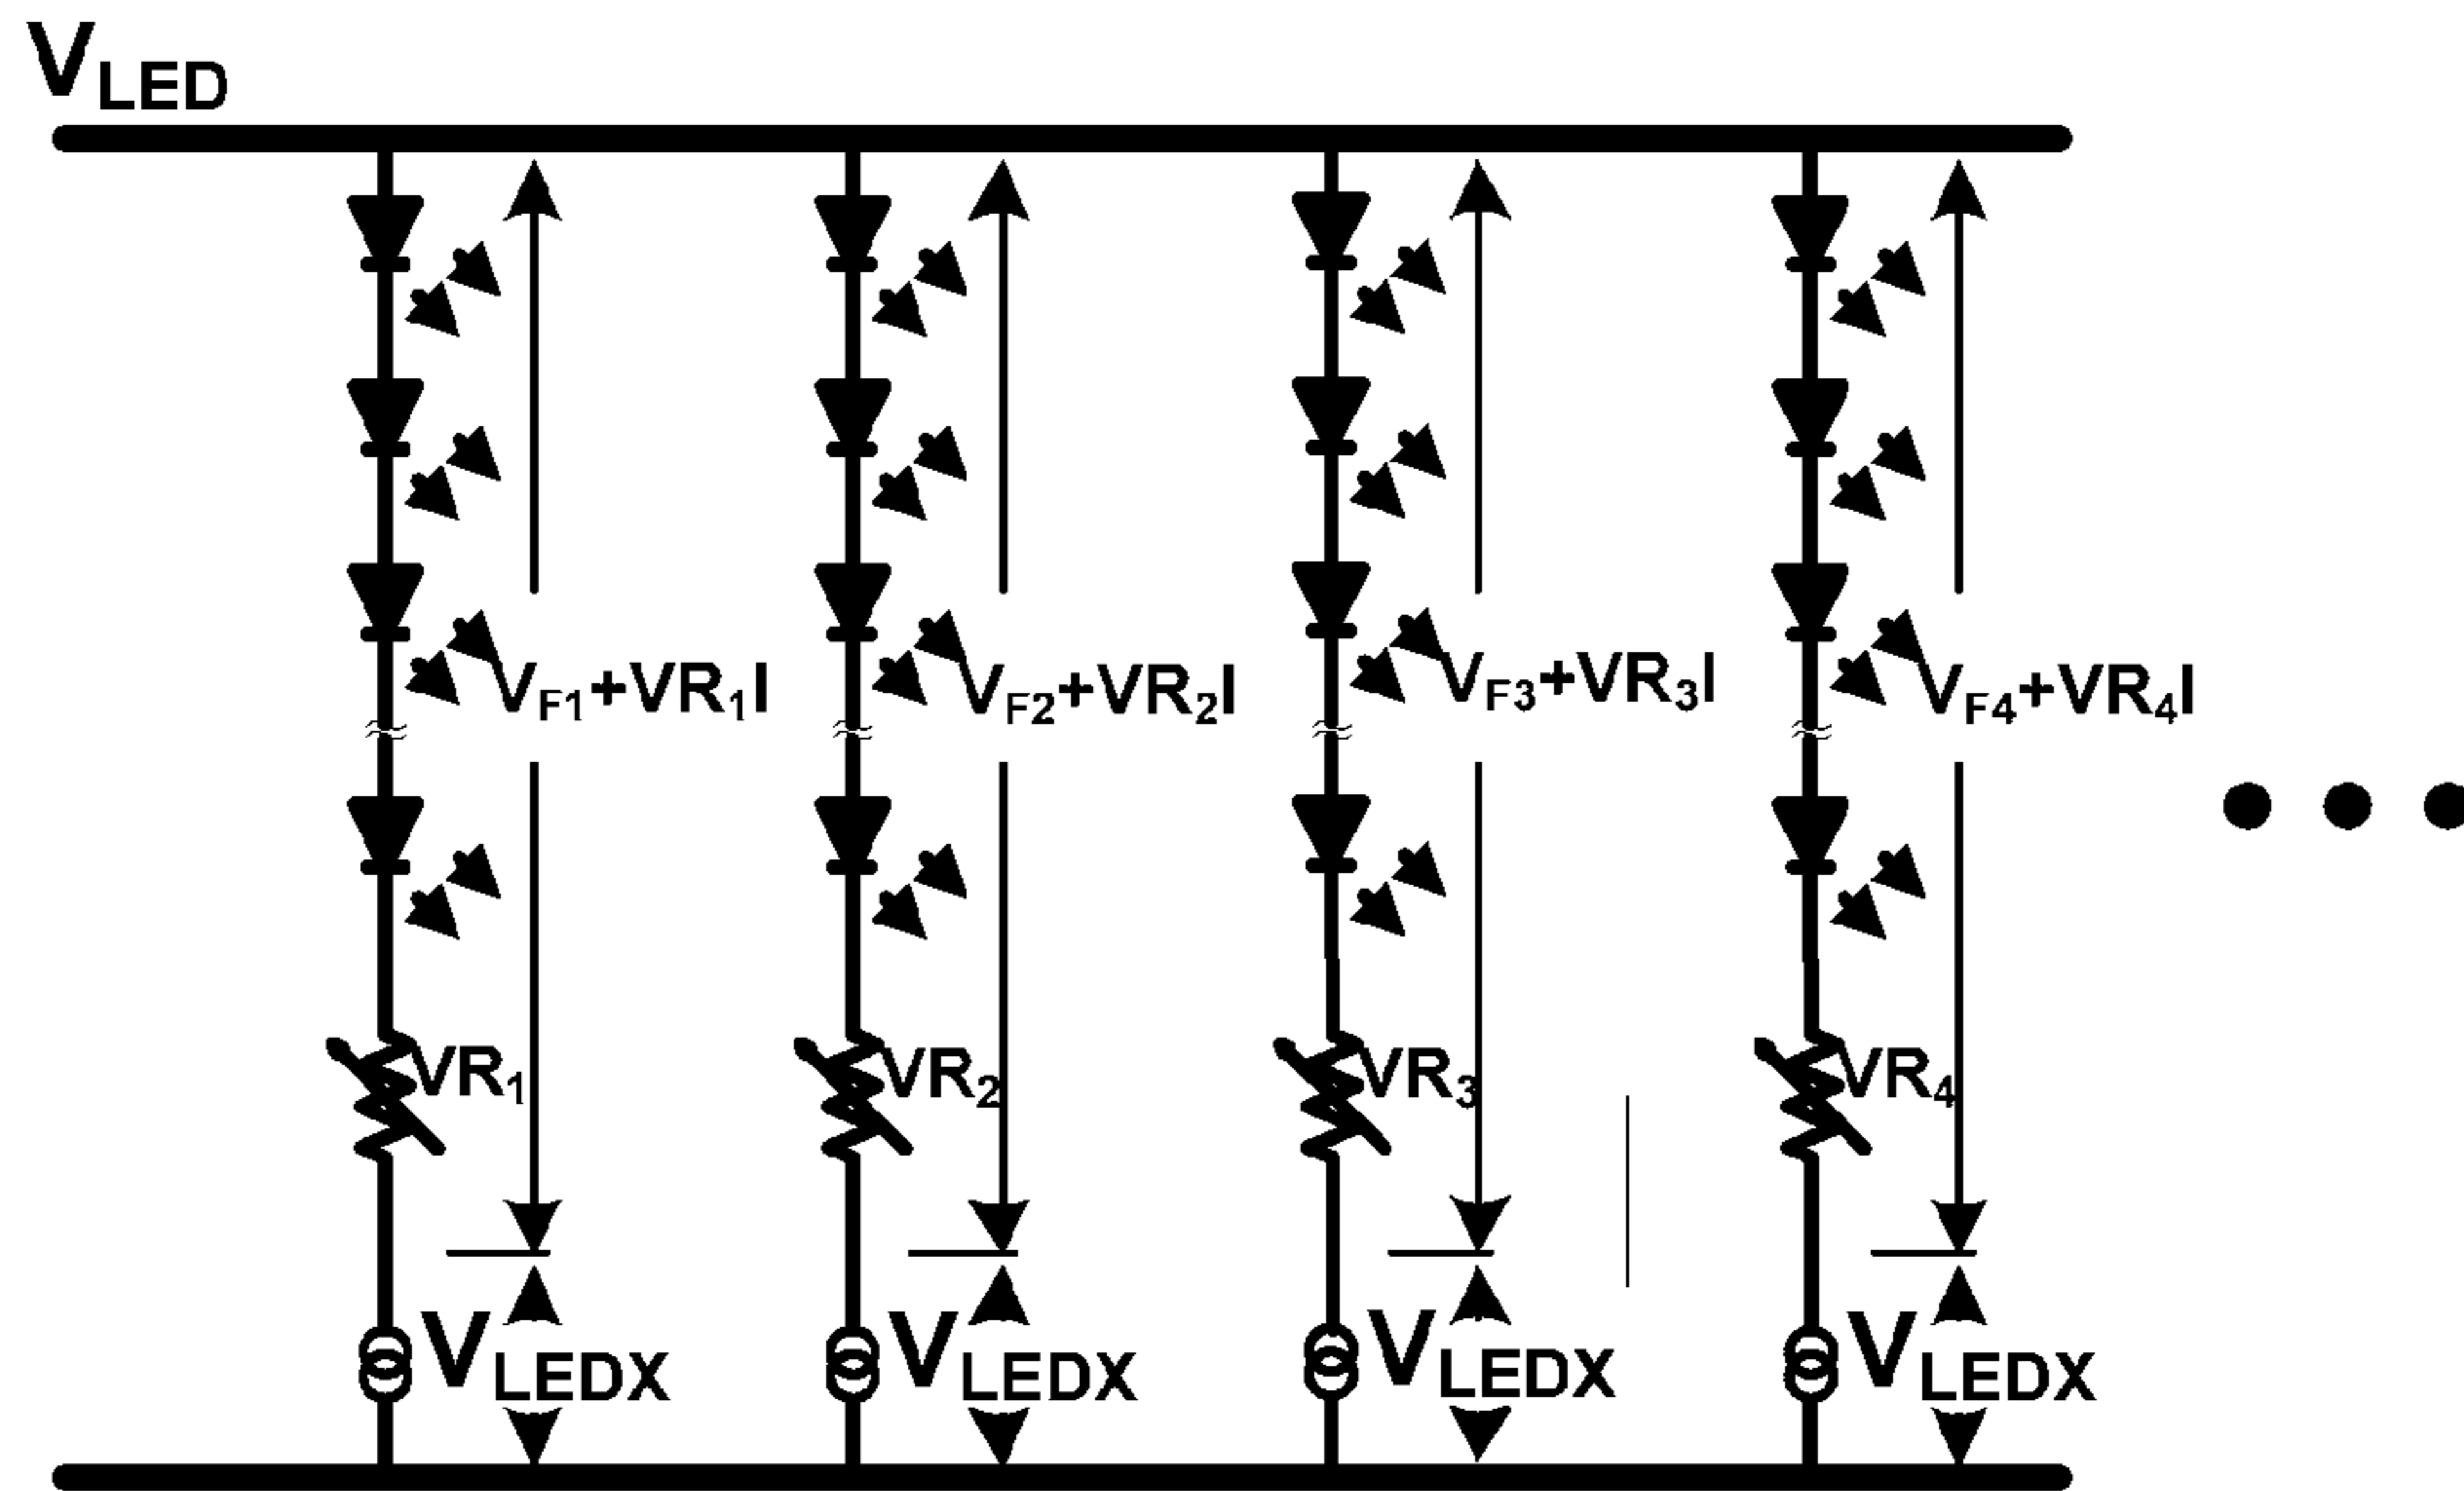 VLED
VF1+VR1I VF2+VR2I VF3+VR3I VF4+VR4I
VR1 VR2 VR3 VR4
VLEDX VLEDX VLEDX VLEDX